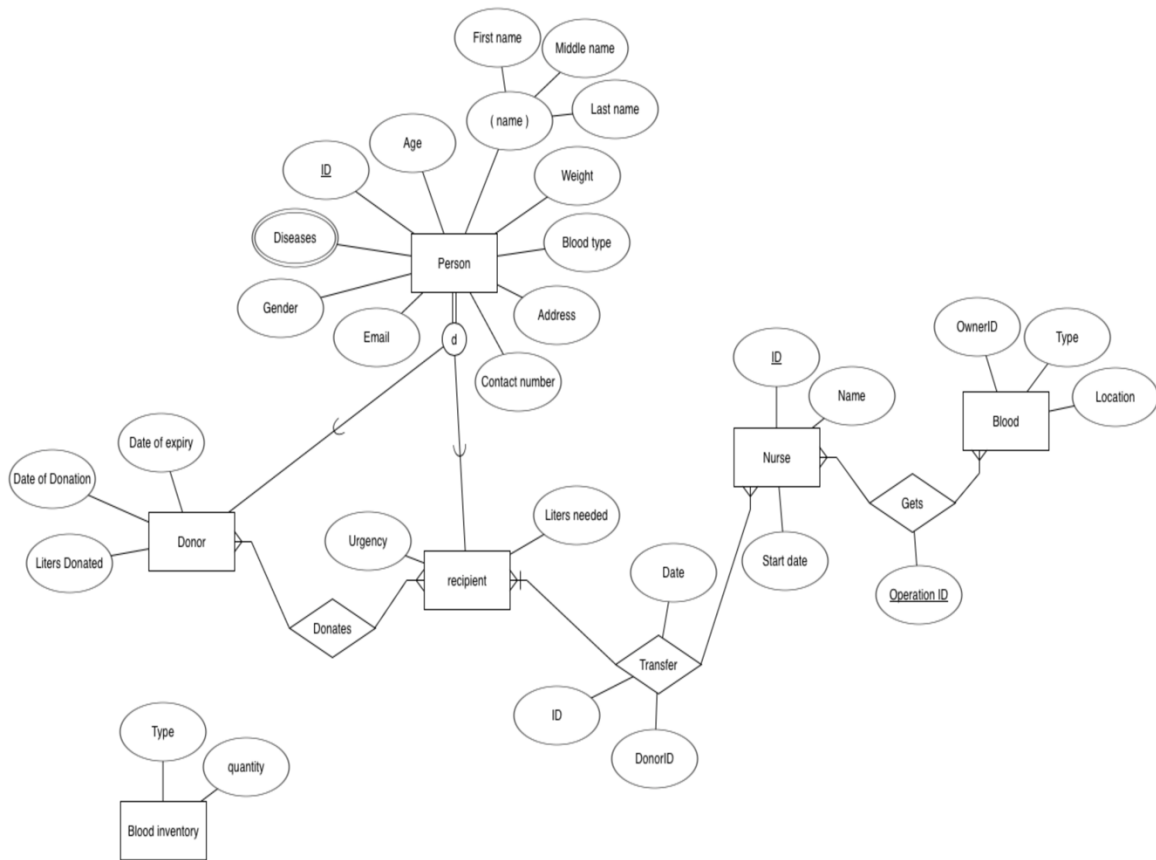 First name
Middle name
( name )
Last name
Age
ID
Weight
Diseases
Blood type
Person
Gender
Email
Address
d
Contact number
OwnerID
Type
ID
Location
Name
Blood
Nurse
Date of expiry
Date of Donation
Gets
Liters needed
Urgency
Donor
Liters Donated
Start date
Date
recipient
Operation ID
Donates
Transfer
ID
DonorID
Type
quantity
Blood inventory